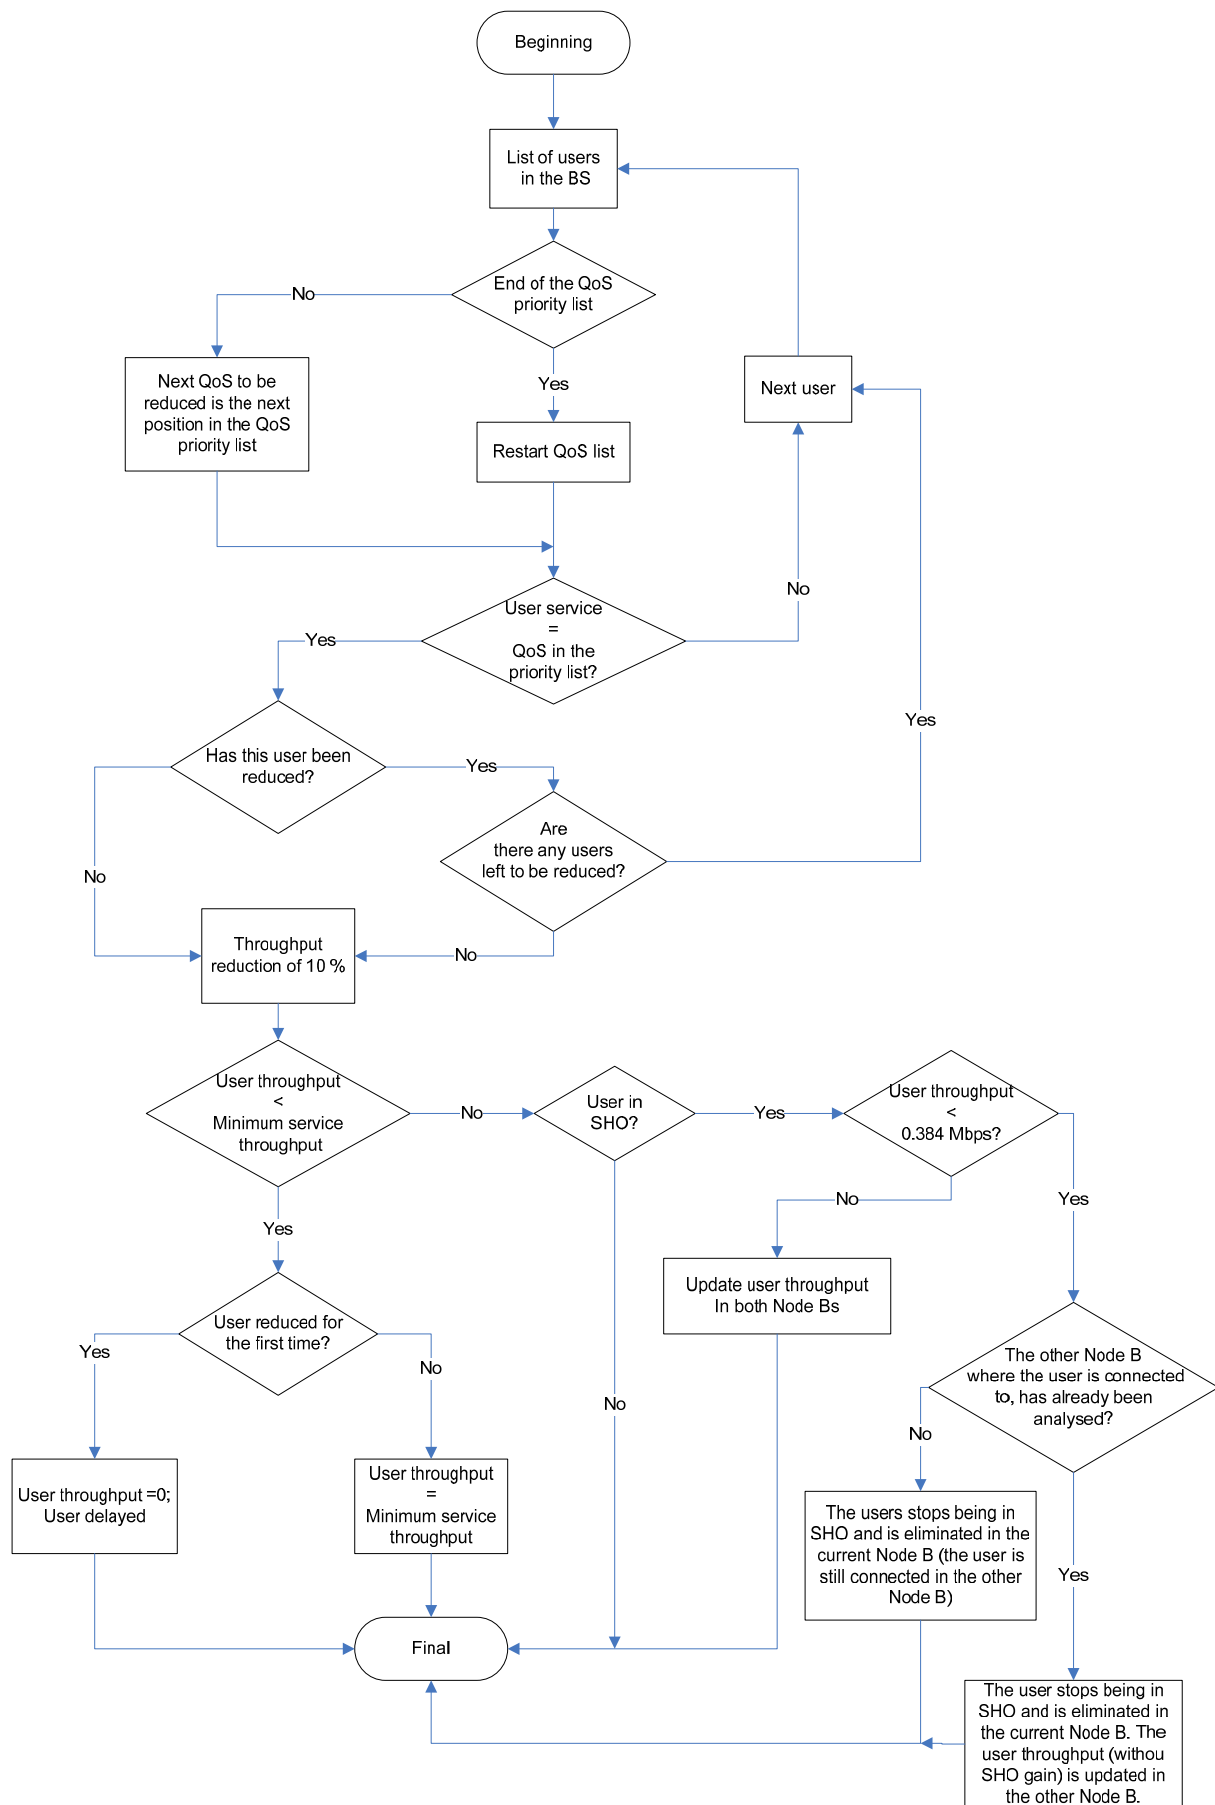 Beginning
List of users
in the BS
End of the QoS
priority list
No
Yes
Next QoS to be
reduced is the next
position in the QoS
priority list
Restart QoS list
Next user
No
User service
=
QoS in the
priority list?
Yes
Yes
Has this user been
reduced?
Yes
Are
there any users
left to be reduced?
No
Throughput
reduction of 10 %
No
User throughput
<
Minimum service
throughput
No
User in
SHO?
Yes
User throughput
<
0.384 Mbps?
No
Yes
Yes
Update user throughput
In both Node Bs
User reduced for
the first time?
Yes
No
The other Node B
where the user is connected
to, has already been
analysed?
No
No
User throughput =0;
User delayed
User throughput
=
Minimum service
throughput
The users stops being in
SHO and is eliminated in the
current Node B (the user is
still connected in the other
Node B)
Yes
Final
The user stops being in
SHO and is eliminated in
the current Node B. The
user throughput (withou
SHO gain) is updated in
the other Node B.